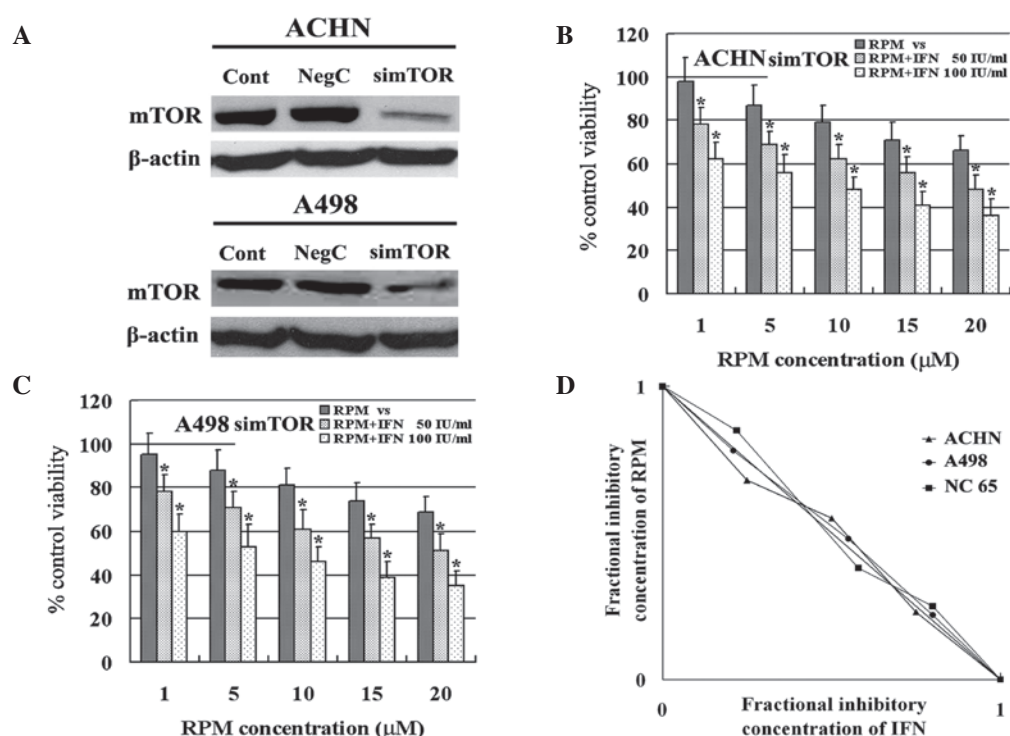 A
ACHN
Cont NegC simTOR
mTOR
β-actin
A498
Cont NegC simTOR
mTOR
β-actin
B
120
100
80
60
40
20
0
% control viability
ACHN simTOR
RPM vs
RPM+IFN 50 IU/ml
RPM+IFN 100 IU/ml
* * * * * * * * * *
1 5 10 15 20
RPM concentration (μM)
C
120
100
80
60
40
20
0
% control viability
A498 simTOR
RPM vs
RPM+IFN 50 IU/ml
RPM+IFN 100 IU/ml
* * * * * * * * * *
1 5 10 15 20
RPM concentration (μM)
D
1
0
Fractional inhibitory
concentration of RPM
ACHN
A498
NC 65
0 1
Fractional inhibitory
concentration of IFN